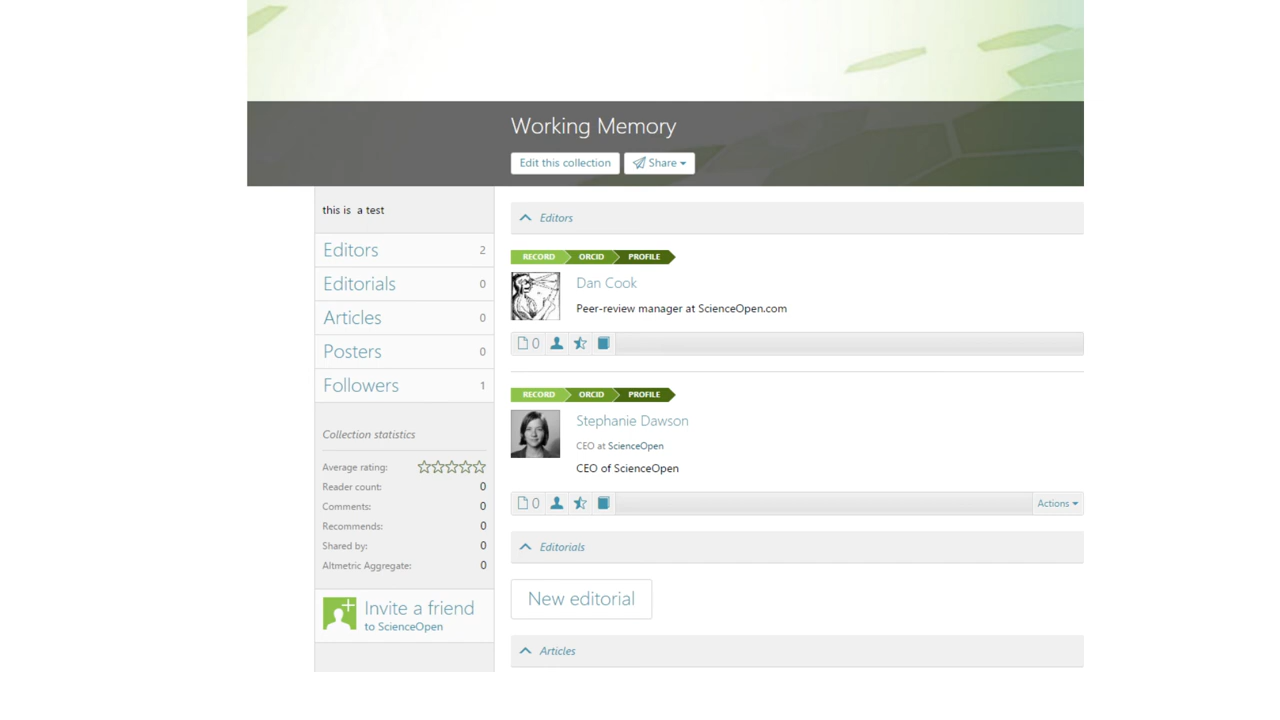 Working Memory
Edit this collection Share
this is  a test
Editors 2
Editorials 0
Articles 0
Posters 0
Followers 1
Collection statistics
Average rating:
Reader count: 0
Comments: 0
Recommends: 0
Shared by: 0
Altmetric Aggregate: 0
Invite a friend
to ScienceOpen
Editors
RECORD ORCID PROFILE
Dan Cook
Peer-review manager at ScienceOpen.com
0
RECORD ORCID PROFILE
Stephanie Dawson
CEO at ScienceOpen
CEO of ScienceOpen
0 Actions
Editorials
New editorial
Articles